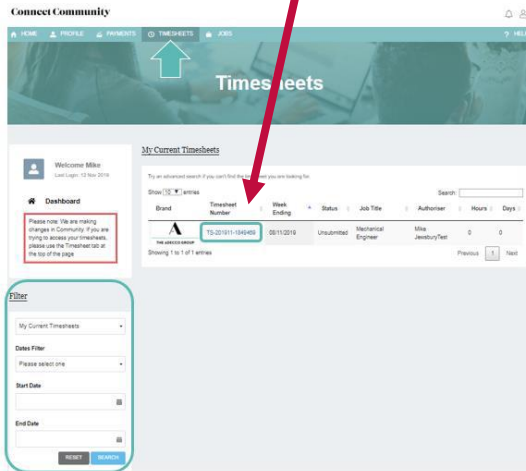 Connect Community
HOME PROFILE PAYMENTS TIMESHEETS JOBS ? HELP
Timesheets
Welcome Mike
Last Login: 12 Nov 2019
Dashboard
Please note: We are making
changes in Community. If you are
trying to access your timesheets,
please use the Timesheet tab at
the top of the page
My Current Timesheets
Try an advanced search if you can't find the timesheet you are looking for.
Show 10 entries
Search:
Brand Timesheet Number Week Ending Status Job Title Authoriser Hours Days
THE ADECCO GROUP TS-201911-1949469 08/11/2019 Unsubmitted Mechanical Engineer Mike JewsburyTest 0 0
Showing 1 to 1 of 1 entries
Previous 1 Next
Filter
My Current Timesheets
Dates Filter
Please select one
Start Date
End Date
RESET SEARCH